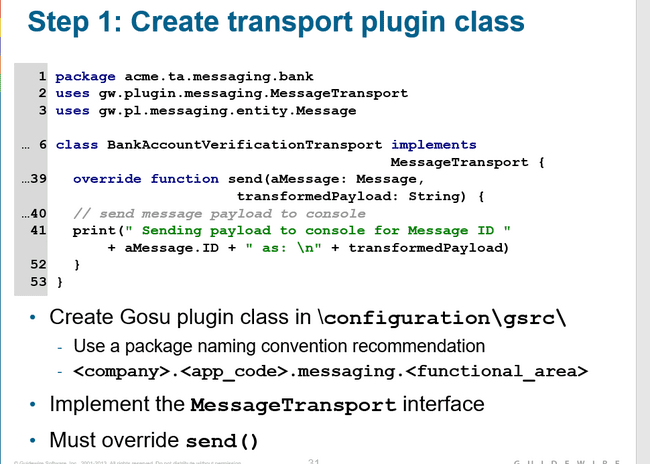 Step 1: Create transport plugin class
1 package acme.ta.messaging.bank
2 uses gw.plugin.messaging.MessageTransport
3 uses gw.pl.messaging.entity.Message
… 6 class BankAccountVerificationTransport implements
MessageTransport {
…39 override function send(aMessage: Message,
transformedPayload: String) {
…40 // send message payload to console
41 print(" Sending payload to console for Message ID "
+ aMessage.ID + " as: \n" + transformedPayload)
52 }
53 }
• Create Gosu plugin class in \configuration\gsrc\
- Use a package naming convention recommendation
- <company>.<app_code>.messaging.<functional_area>
• Implement the MessageTransport interface
• Must override send()
31
G U I D E W I R E